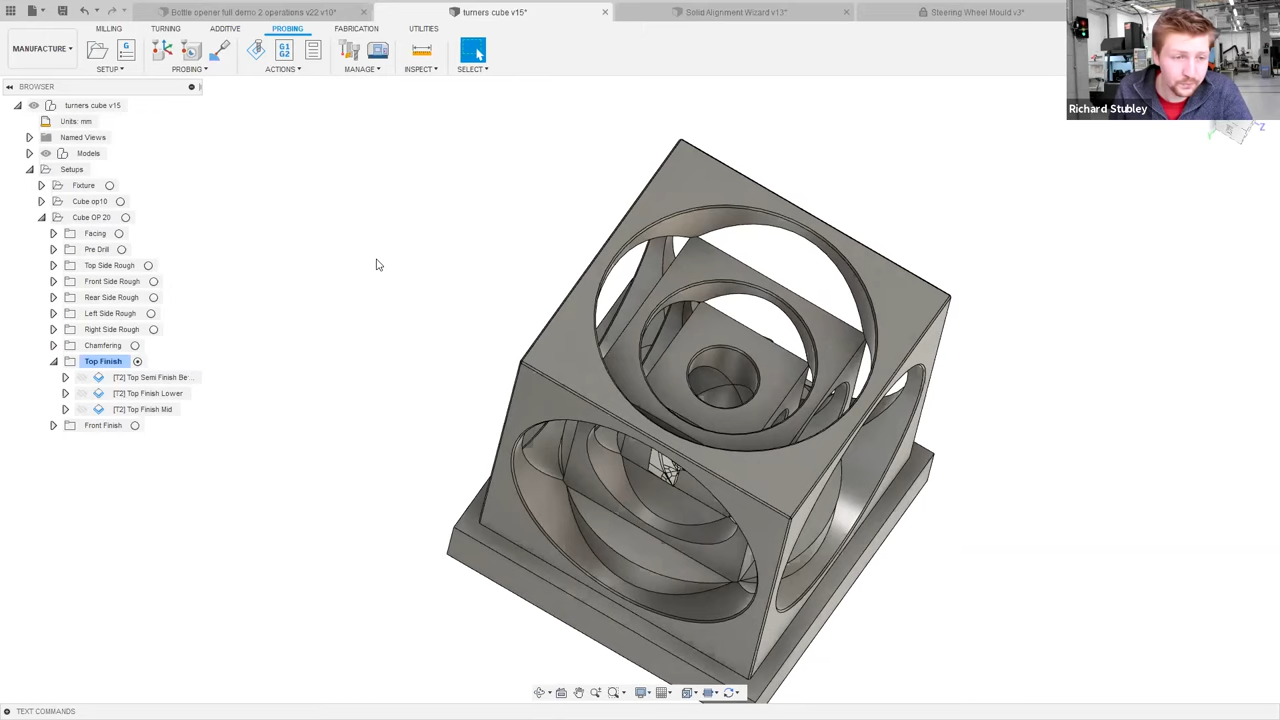 Bottle opener full demo 2 operations v22 v10*
turners cube v15*
Solid Alignment Wizard v13*
Steering Wheel Mould v3*
MILLING
TURNING
ADDITIVE
PROBING
FABRICATION
UTILITIES
MANUFACTURE
G
G1
G2
SETUP
PROBING
ACTIONS
MANAGE
INSPECT
SELECT
Richard Stubley
Z
Y
BROWSER
turners cube v15
Units: mm
Named Views
Models
Setups
Fixture
Cube op10
Cube OP 20
Facing
Pre Drill
Top Side Rough
Front Side Rough
Rear Side Rough
Left Side Rough
Right Side Rough
Chamfering
Top Finish
[T2] Top Semi Finish Be...
[T2] Top Finish Lower
[T2] Top Finish Mid
Front Finish
TEXT COMMANDS